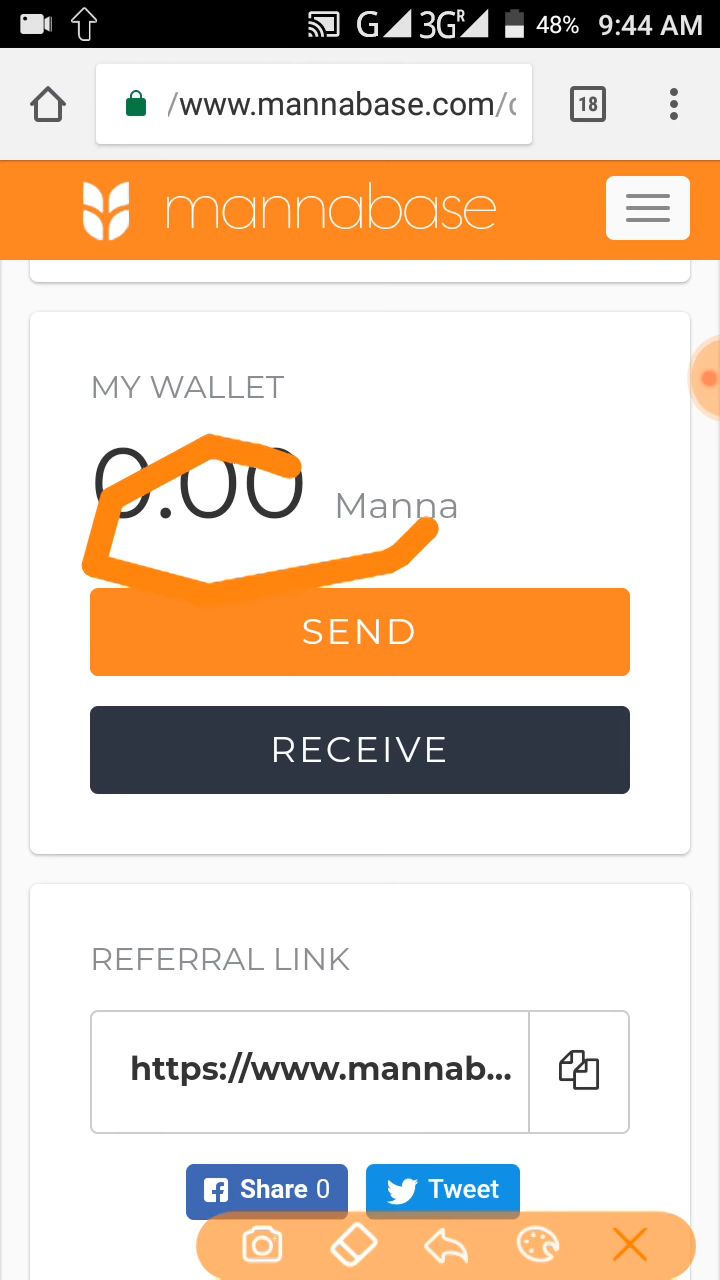 G 3G R 48% 9:44 AM
/www.mannabase.com/
18
mannabase
MY WALLET
0.00 Manna
SEND
RECEIVE
REFERRAL LINK
https://www.mannab...
Share 0
Tweet